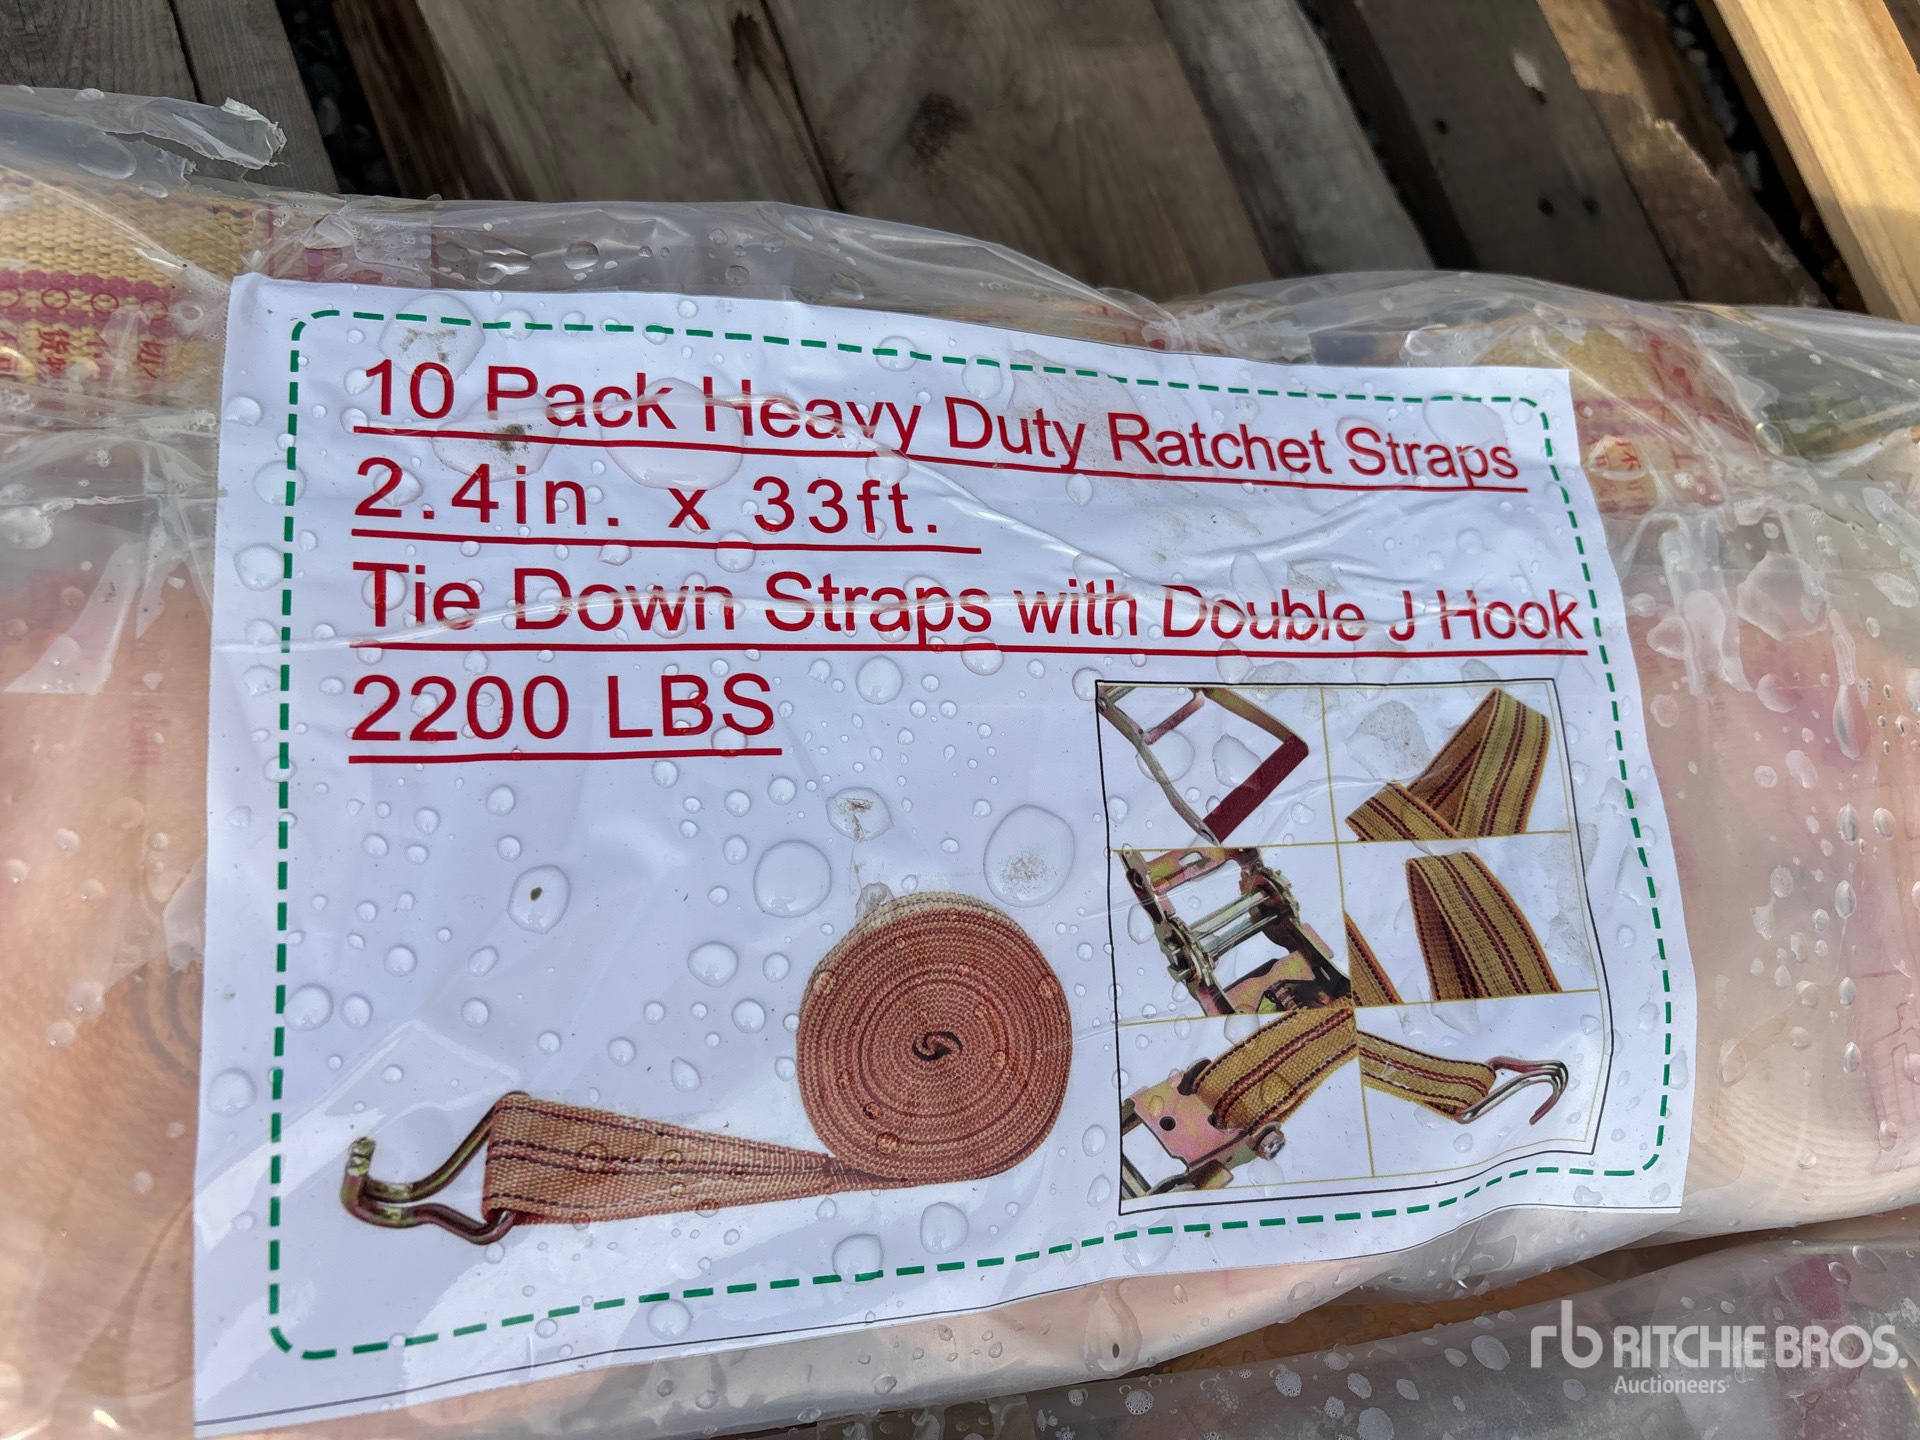 10 Pack Heavy Duty Ratchet Straps
2.4in. x 33ft.
Tie Down Straps with Double J Hook
2200 LBS
rb RITCHIE BROS.
Auctioneers